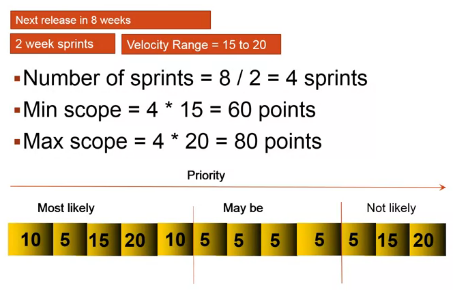 Next release in 8 weeks
2 week sprints Velocity Range = 15 to 20
▪Number of sprints = 8 / 2 = 4 sprints
▪Min scope = 4 * 15 = 60 points
▪Max scope = 4 * 20 = 80 points
Priority
Most likely May be Not likely
10 5 15 20 10 5 5 5 5 5 15 20